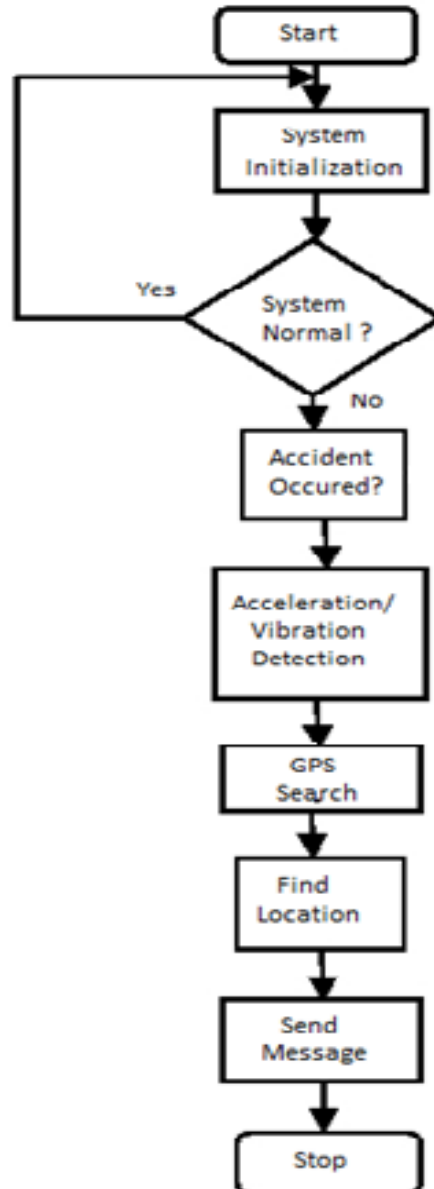 Start
System
Initialization
Yes
System
Normal ?
No
Accident
Occured?
Acceleration/
Vibration
Detection
GPS
Search
Find
Location
Send
Message
Stop